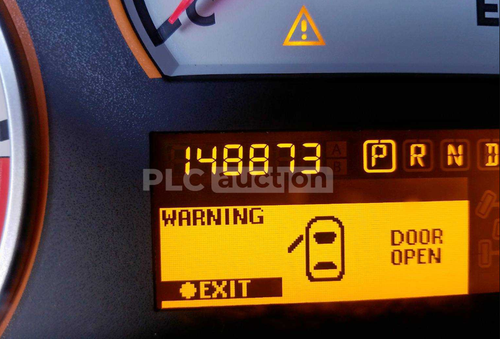 E
148873
P R N D
PLC auction
WARNING
DOOR
OPEN
EXIT